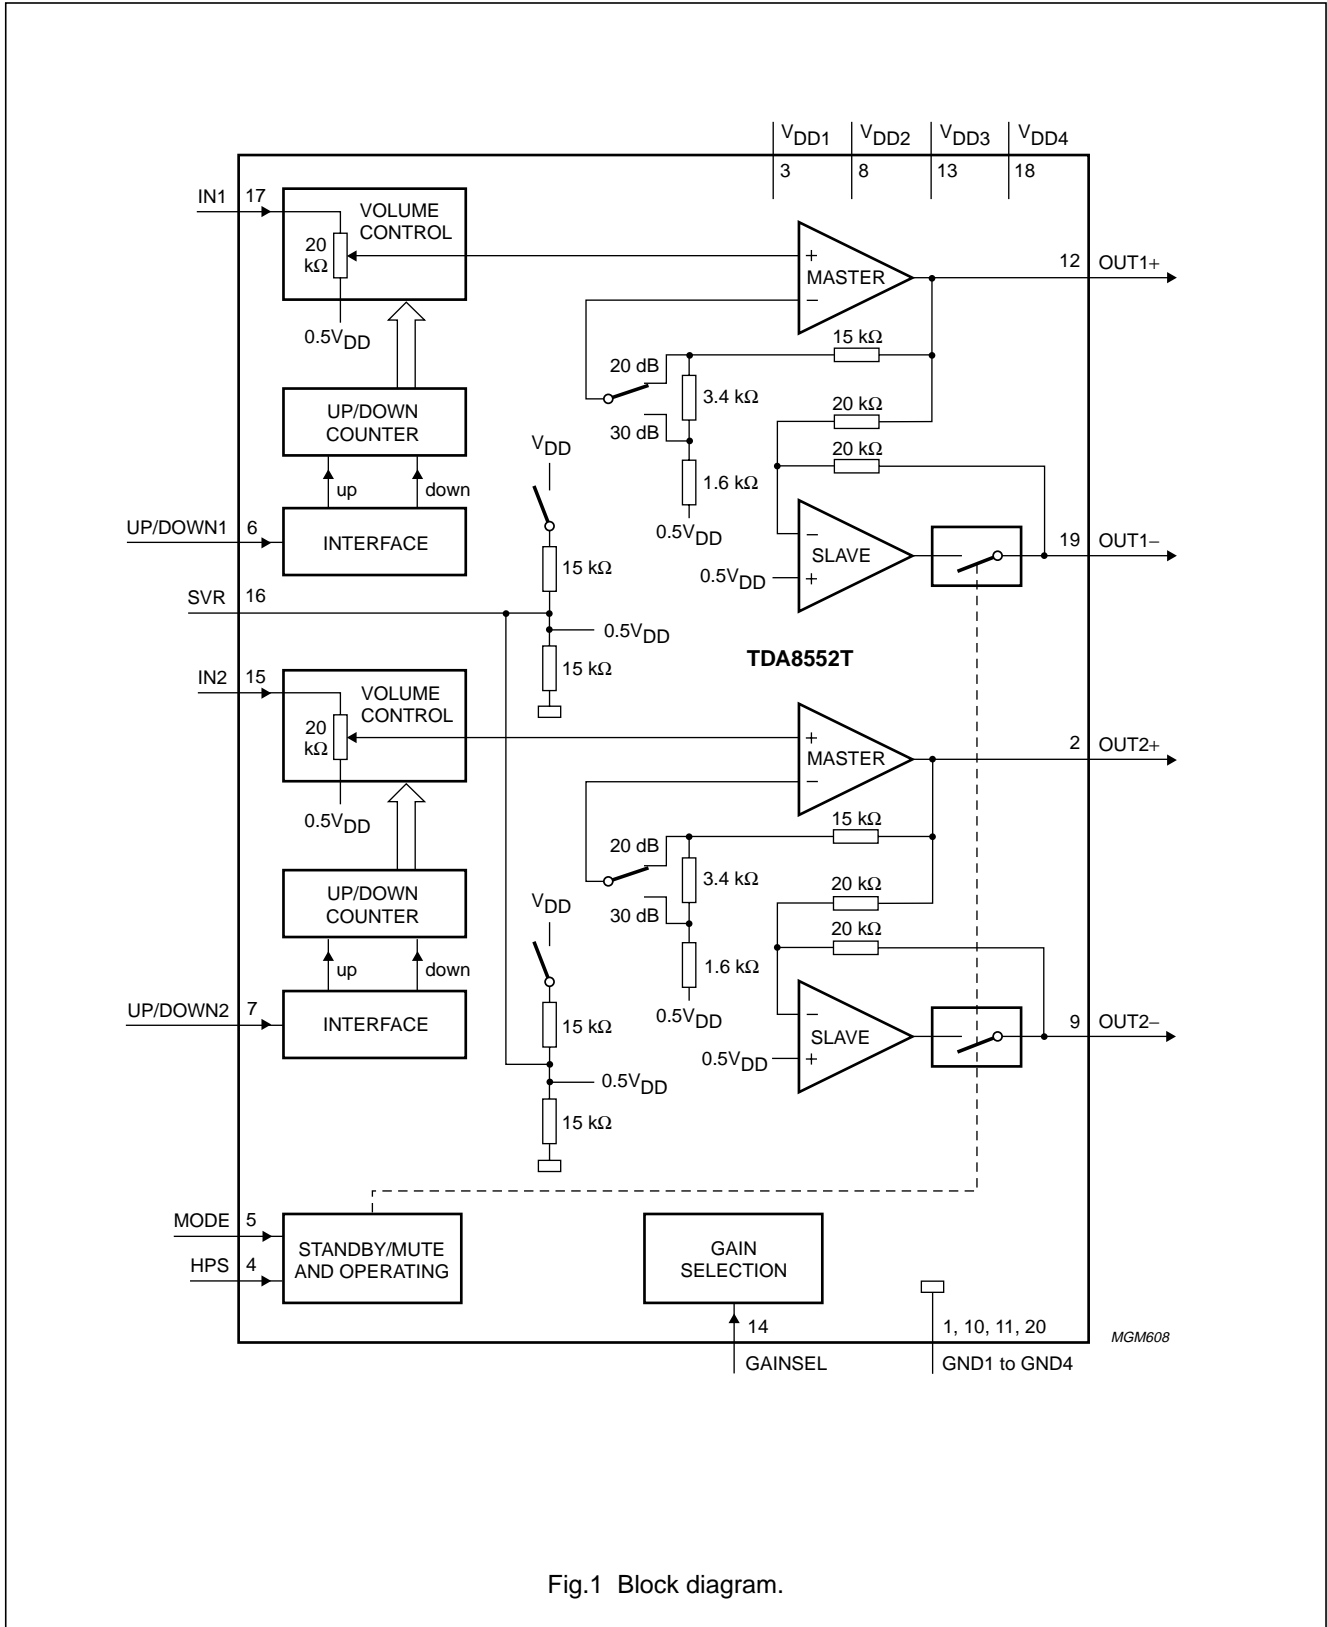 VDD1 VDD2 VDD3 VDD4
3 8 13 18
IN1 17
VOLUME
CONTROL
20
kΩ
0.5VDD
+
MASTER
−
12 OUT1+
15 kΩ
20 dB
3.4 kΩ
30 dB
1.6 kΩ
0.5VDD
20 kΩ
20 kΩ
UP/DOWN
COUNTER
up down
UP/DOWN1 6
INTERFACE
VDD
15 kΩ
SVR 16
0.5VDD
15 kΩ
−
SLAVE
0.5VDD
+
19 OUT1−
TDA8552T
IN2 15
VOLUME
CONTROL
20
kΩ
0.5VDD
+
MASTER
−
2 OUT2+
15 kΩ
20 dB
3.4 kΩ
30 dB
1.6 kΩ
0.5VDD
20 kΩ
20 kΩ
UP/DOWN
COUNTER
up down
UP/DOWN2 7
INTERFACE
VDD
15 kΩ
0.5VDD
15 kΩ
−
SLAVE
0.5VDD
+
9 OUT2−
MODE 5
HPS 4
STANDBY/MUTE
AND OPERATING
GAIN
SELECTION
14
GAINSEL
1, 10, 11, 20
GND1 to GND4
MGM608
Fig.1 Block diagram.